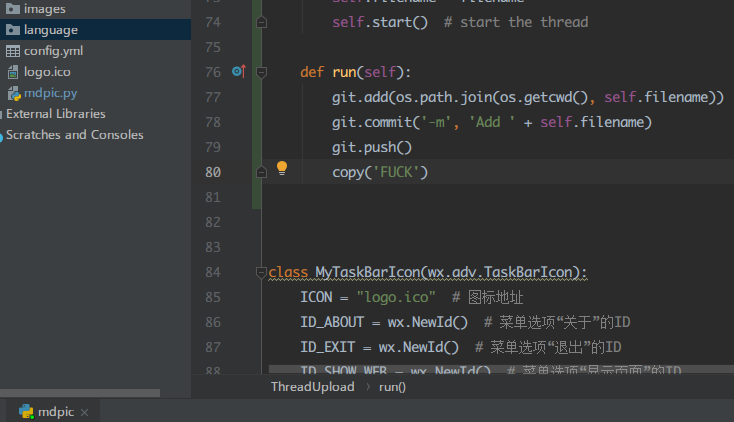 images
language
config.yml
logo.ico
mdpic.py
External Libraries
Scratches and Consoles
74 self.start()  # start the thread
75
76 def run(self):
77 git.add(os.path.join(os.getcwd(), self.filename))
78 git.commit('-m', 'Add ' + self.filename)
79 git.push()
80 copy('FUCK')
81
82
83
84 class MyTaskBarIcon(wx.adv.TaskBarIcon):
85 ICON = "logo.ico"  # 图标地址
86 ID_ABOUT = wx.NewId()  # 菜单选项“关于”的ID
87 ID_EXIT = wx.NewId()  # 菜单选项“退出”的ID
88 ID_SHOW_WEB = wx.NewId()  # 菜单选项“显示页面”的ID
ThreadUpload › run()
mdpic ×